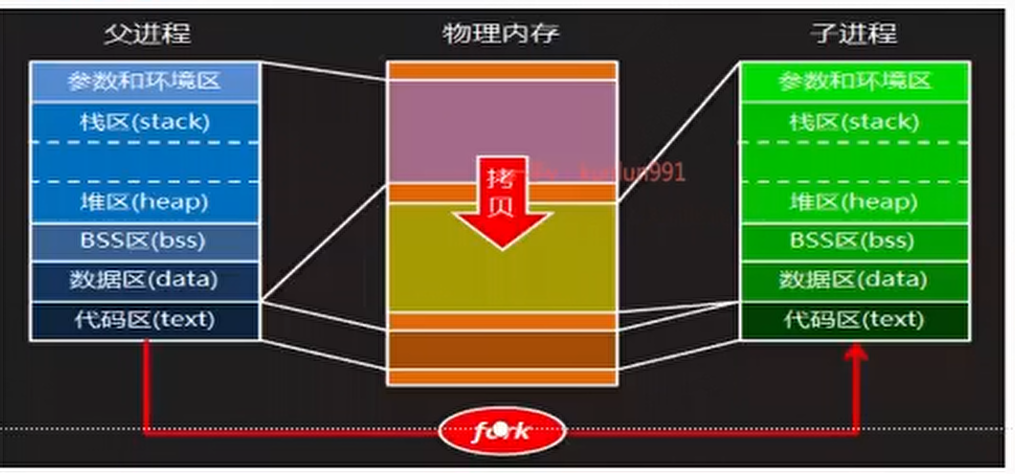 父进程
物理内存
子进程
参数和环境区
栈区(stack)
堆区(heap)
BSS区(bss)
数据区(data)
代码区(text)
拷
贝
参数和环境区
栈区(stack)
堆区(heap)
BSS区(bss)
数据区(data)
代码区(text)
fork